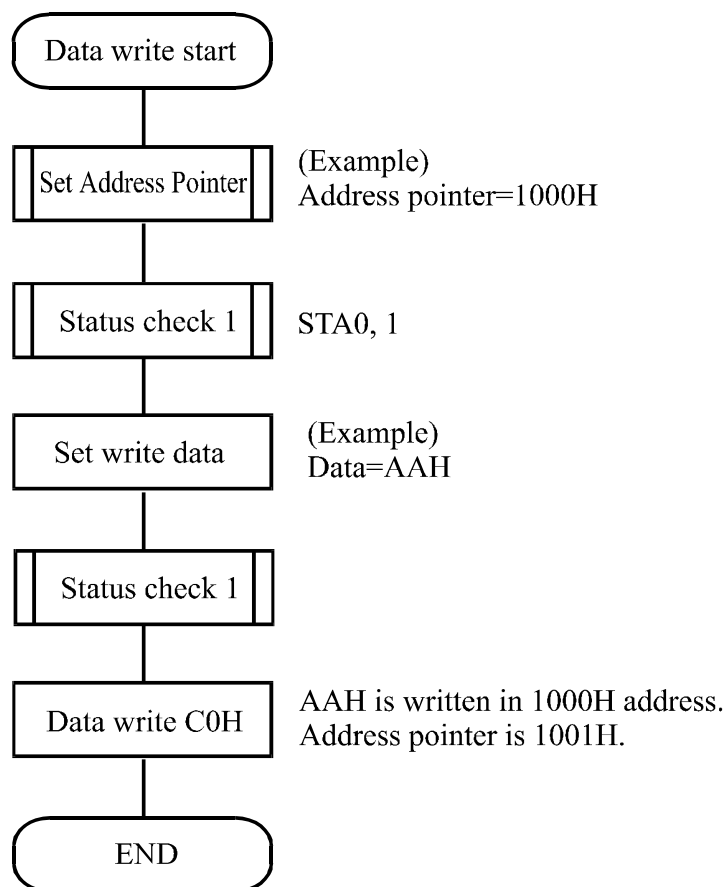 Data write start
Set Address Pointer
(Example)
Address pointer=1000H
Status check 1
STA0, 1
Set write data
(Example)
Data=AAH
Status check 1
Data write C0H
AAH is written in 1000H address.
Address pointer is 1001H.
END